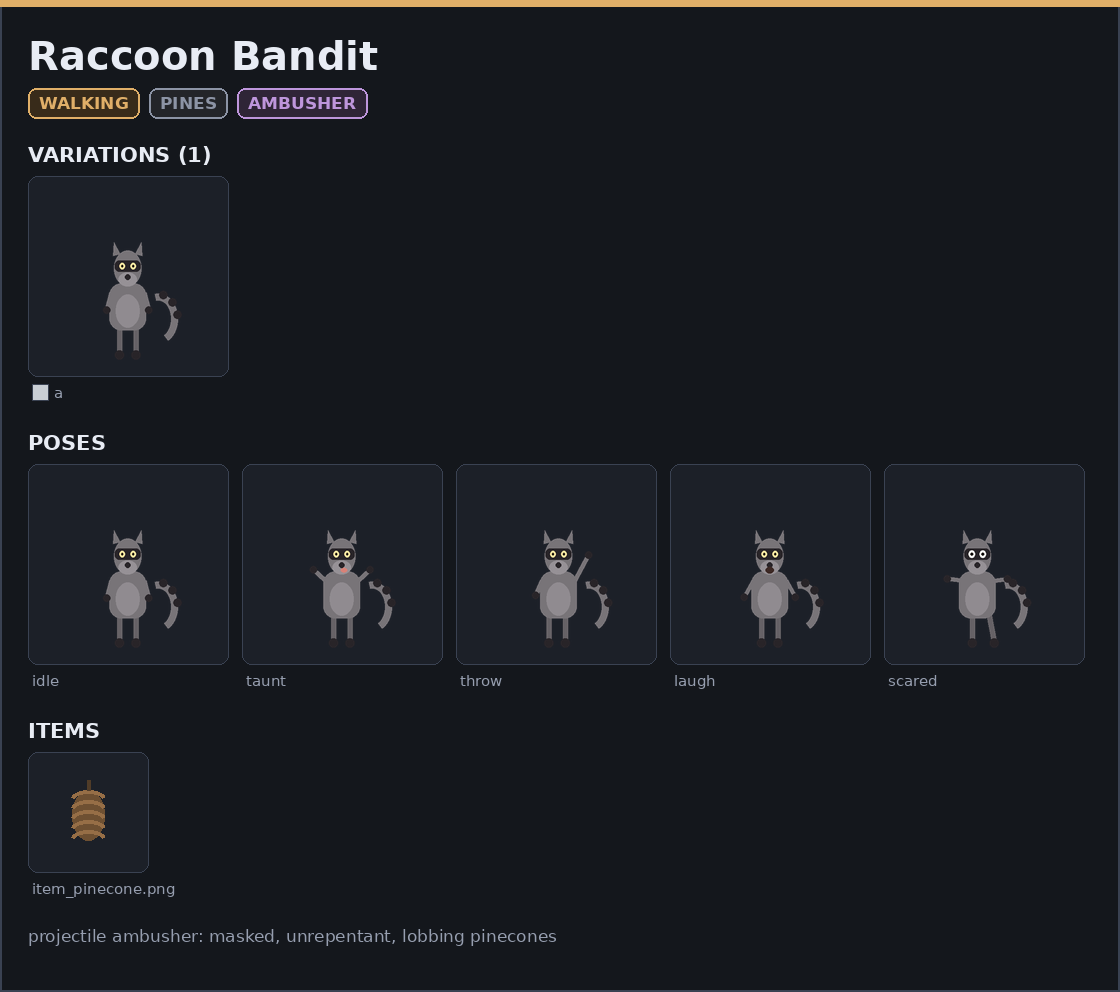 Raccoon Bandit
WALKING PINES AMBUSHER
VARIATIONS (1)
a
POSES
idle taunt throw laugh scared
ITEMS
item_pinecone.png
projectile ambusher: masked, unrepentant, lobbing pinecones